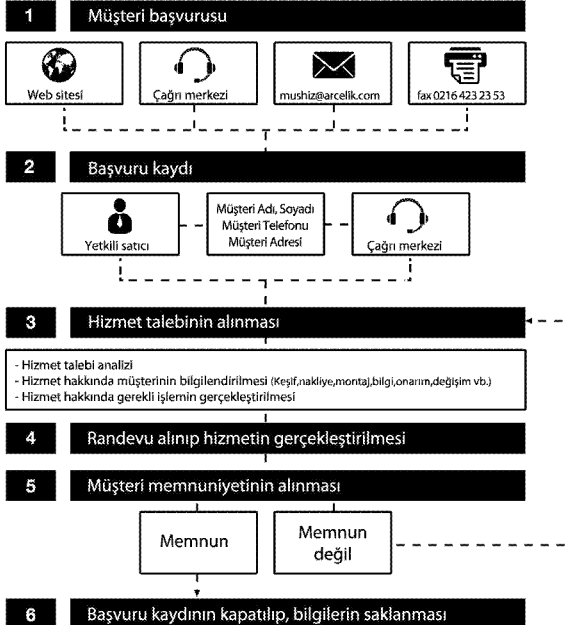 1 Müşteri başvurusu
Web sitesi
Çağrı merkezi
mushiz@arcelik.com
fax 0216 423 23 53
2 Başvuru kaydı
Yetkili satıcı
Müşteri Adı, Soyadı
Müşteri Telefonu
Müşteri Adresi
Çağrı merkezi
3 Hizmet talebinin alınması
- Hizmet talebi analizi
- Hizmet hakkında müşterinin bilgilendirilmesi (Keşif,nakliye,montaj,bilgi,onarım,değişim vb.)
- Hizmet hakkında gerekli işlemin gerçekleştirilmesi
4 Randevu alınıp hizmetin gerçekleştirilmesi
5 Müşteri memnuniyetinin alınması
Memnun
Memnun
değil
6 Başvuru kaydının kapatılıp, bilgilerin saklanması